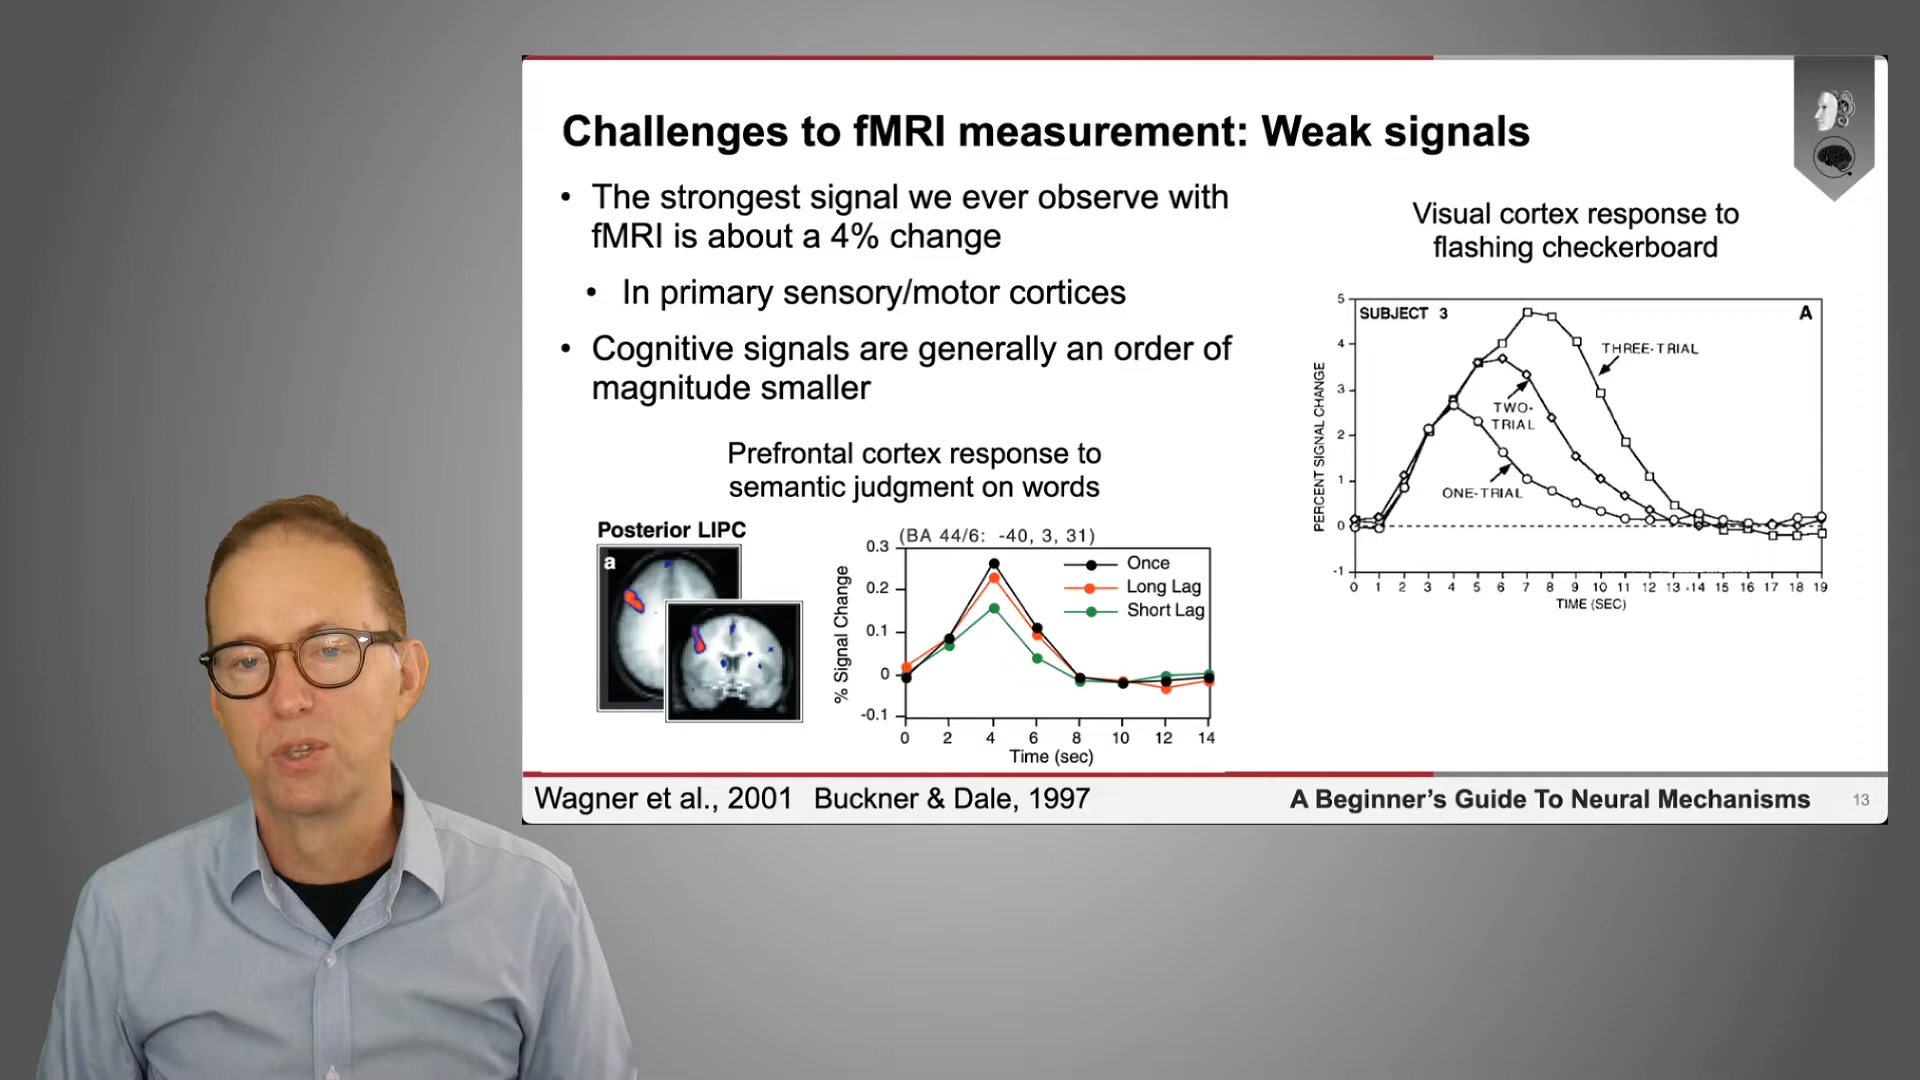 Challenges to fMRI measurement: Weak signals
• The strongest signal we ever observe with
fMRI is about a 4% change
• In primary sensory/motor cortices
• Cognitive signals are generally an order of
magnitude smaller
Prefrontal cortex response to
semantic judgment on words
Posterior LIPC
a
(BA 44/6: -40, 3, 31)
% Signal Change
0.3
0.2
0.1
0
-0.1
Once
Long Lag
Short Lag
0 2 4 6 8 10 12 14
Time (sec)
Visual cortex response to
flashing checkerboard
SUBJECT 3
A
PERCENT SIGNAL CHANGE
5
4
3
2
1
0
-1
THREE-TRIAL
TWO-
TRIAL
ONE-TRIAL
0 1 2 3 4 5 6 7 8 9 10 11 12 13 14 15 16 17 18 19
TIME (SEC)
Wagner et al., 2001 Buckner & Dale, 1997
A Beginner's Guide To Neural Mechanisms
13